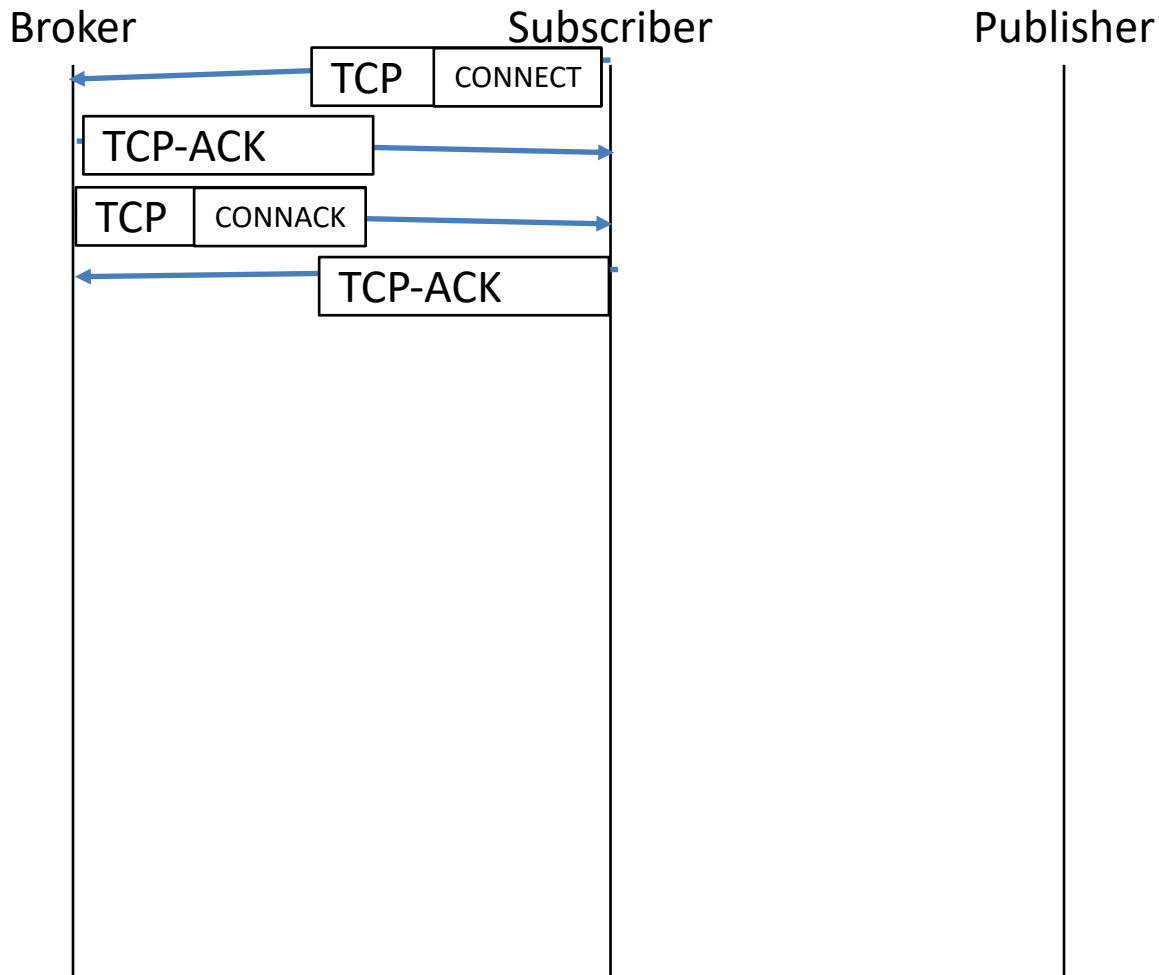 Broker Subscriber Publisher
TCP CONNECT
TCP-ACK
TCP CONNACK
TCP-ACK